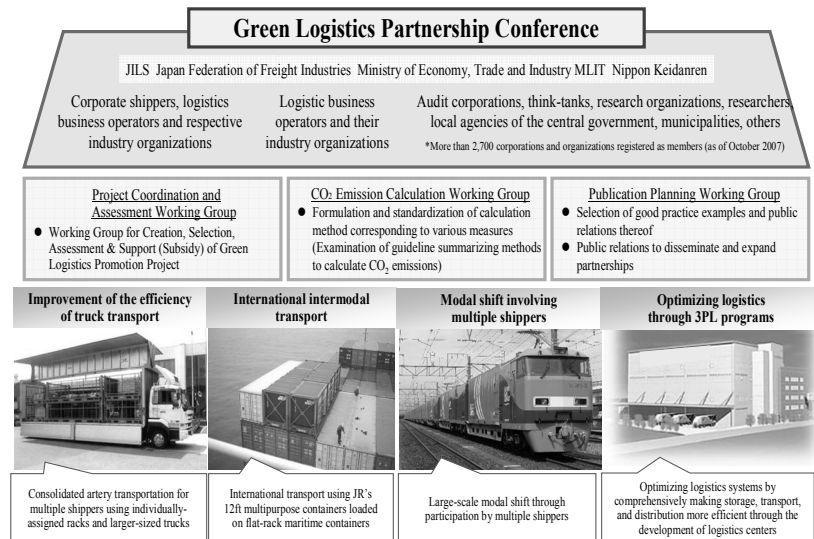 Green Logistics Partnership Conference
JILS Japan Federation of Freight Industries Ministry of Economy, Trade and Industry MLIT Nippon Keidanren
Corporate shippers, logistics
business operators and respective
industry organizations
Logistic business
operators and their
industry organizations
Audit corporations, think-tanks, research organizations, researchers,
local agencies of the central government, municipalities, others
*More than 2,700 corporations and organizations registered as members (as of October 2007)
Project Coordination and
Assessment Working Group
● Working Group for Creation, Selection,
Assessment & Support (Subsidy) of Green
Logistics Promotion Project
CO₂ Emission Calculation Working Group
● Formulation and standardization of calculation
method corresponding to various measures
(Examination of guideline summarizing methods
to calculate CO₂ emissions)
Publication Planning Working Group
● Selection of good practice examples and public
relations thereof
● Public relations to disseminate and expand
partnerships
Improvement of the efficiency
of truck transport
International intermodal
transport
Modal shift involving
multiple shippers
Optimizing logistics
through 3PL programs
Consolidated artery transportation for
multiple shippers using individually-
assigned racks and larger-sized trucks
International transport using JR's
12ft multipurpose containers loaded
on flat-rack maritime containers
Large-scale modal shift through
participation by multiple shippers
Optimizing logistics systems by
comprehensively making storage, transport,
and distribution more efficient through the
development of logistics centers